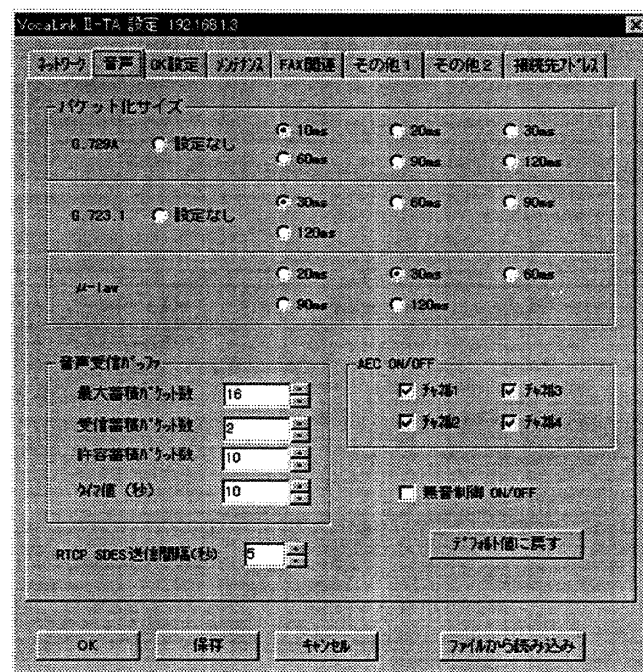 VocaLink Ⅱ-TA 設定 192.168.1.3
ﾈｯﾄﾜｰｸ 音声 QK設定 ﾒﾝﾃﾅﾝｽ FAX関連 その他1 その他2 接続先ｱﾄﾞﾚｽ
パケット化サイズ
G.729A 設定なし 10ms 20ms 30ms
60ms 90ms 120ms
G.723.1 設定なし 30ms 60ms 90ms
120ms
μ-law 20ms 30ms 60ms
90ms 120ms
音声受信ﾊﾞｯﾌｧ
最大蓄積ﾊﾟｹｯﾄ数 16
受信蓄積ﾊﾟｹｯﾄ数 2
許容蓄積ﾊﾟｹｯﾄ数 10
ﾀｲﾏ値 (秒) 10
AEC ON/OFF
ﾁｬﾈﾙ1 ﾁｬﾈﾙ3
ﾁｬﾈﾙ2 ﾁｬﾈﾙ4
無音制御 ON/OFF
RTCP SDES送信間隔(秒) 5
ﾃﾞﾌｫﾙﾄ値に戻す
OK 保存 キャンセル ファイルから読み込み